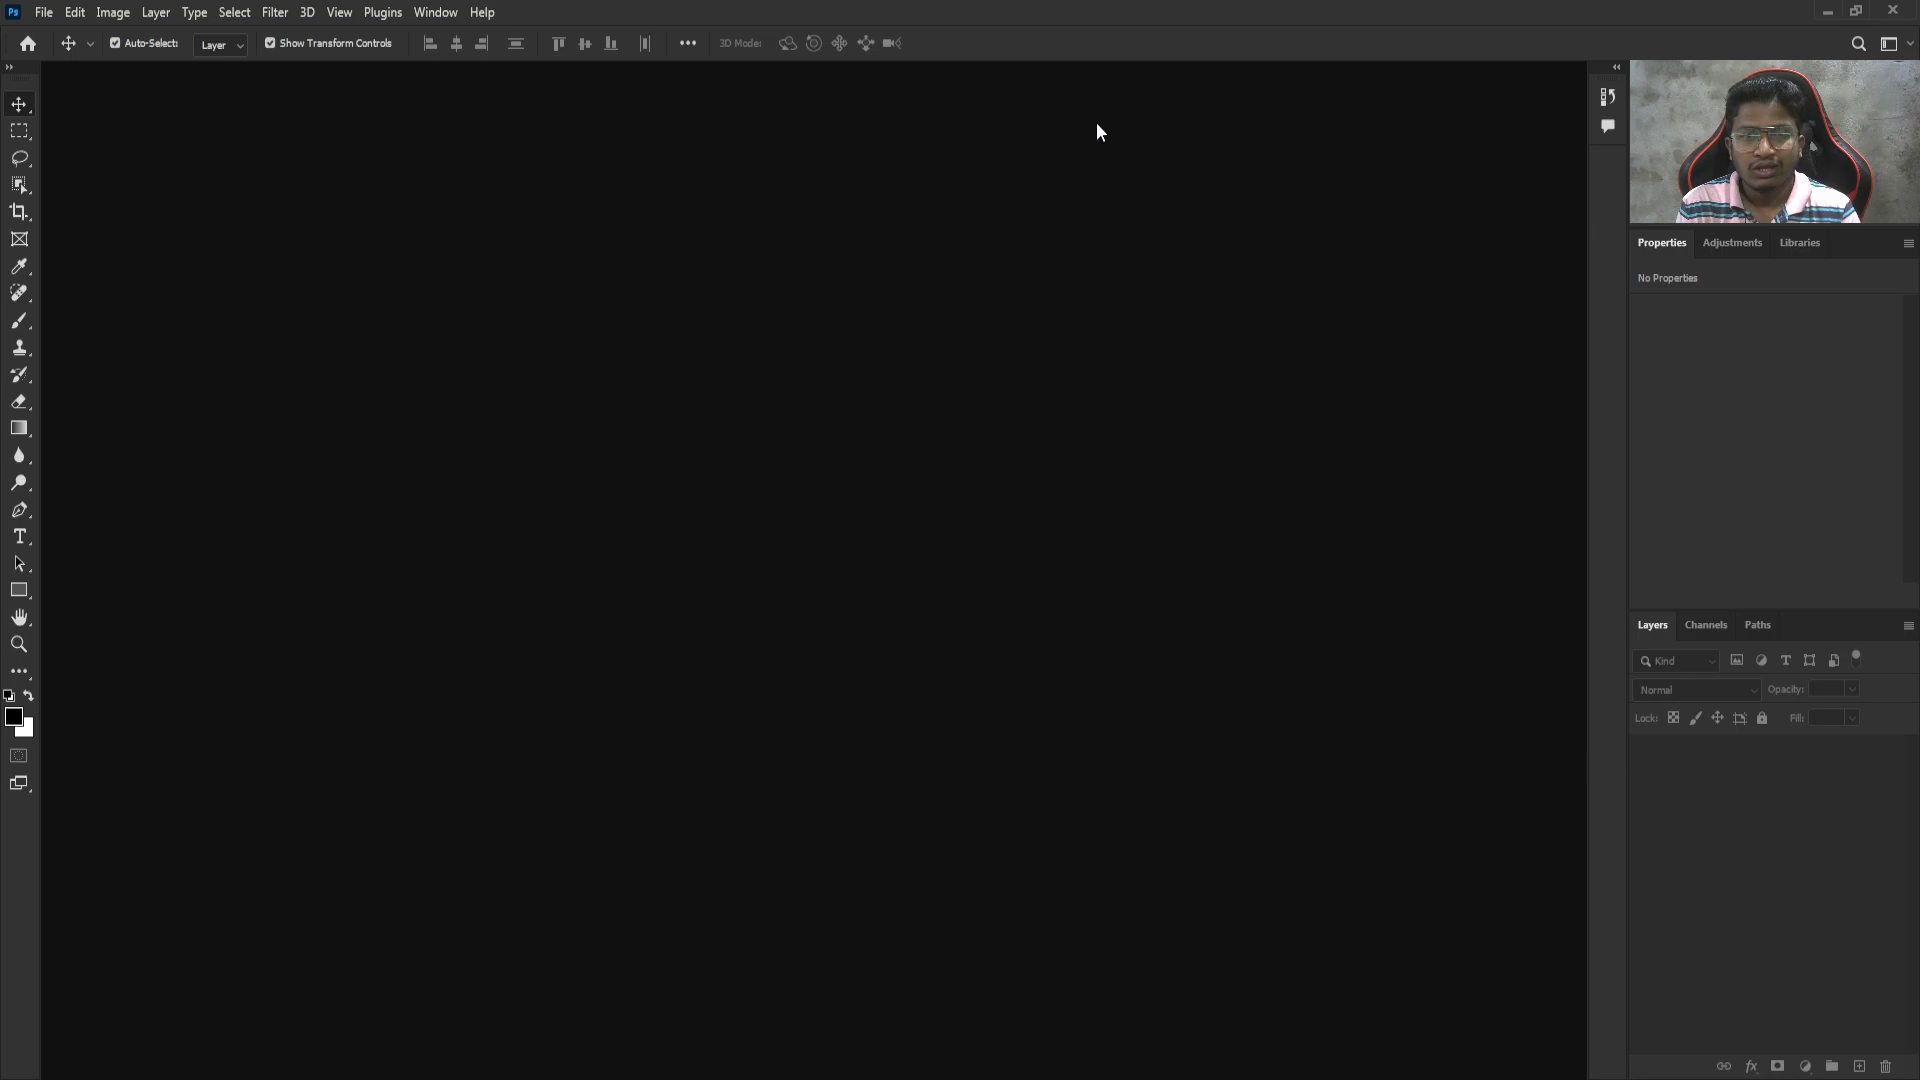 Ps File Edit Image Layer Type Select Filter 3D View Plugins Window Help
Auto-Select: Layer Show Transform Controls 3D Mode:
Properties Adjustments Libraries
No Properties
Layers Channels Paths
Kind
Normal Opacity:
Lock: Fill: